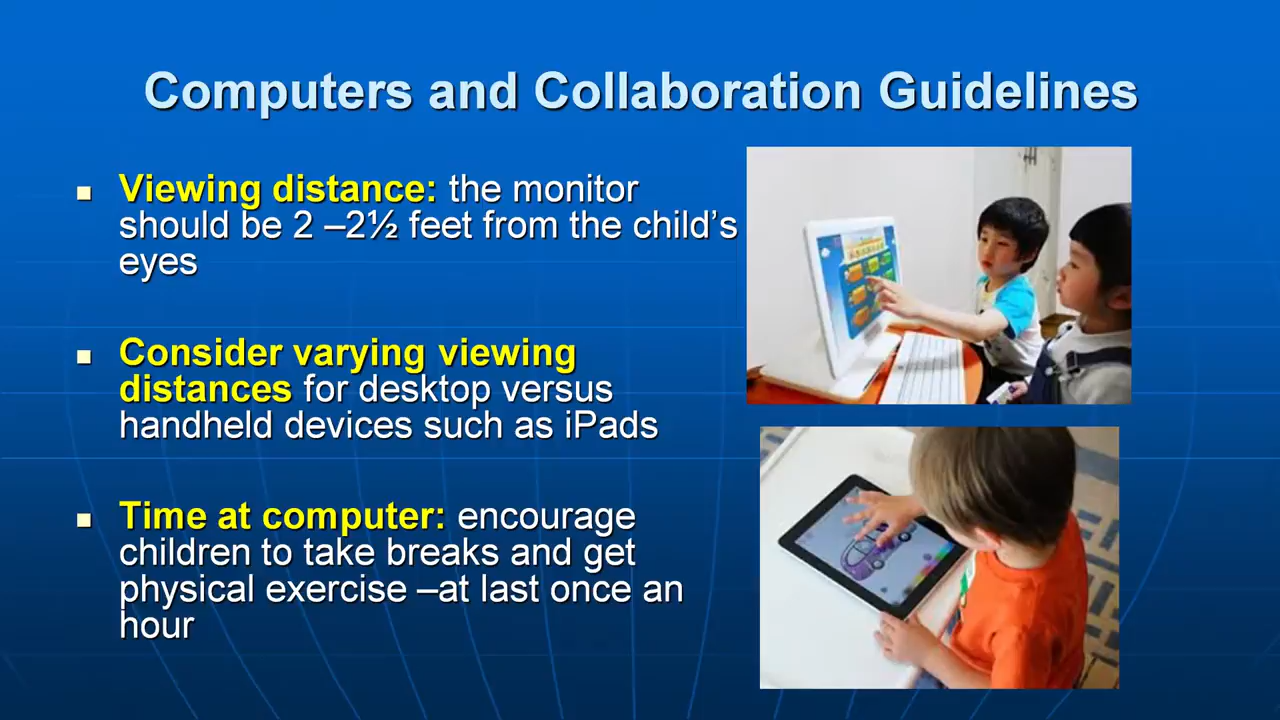 Computers and Collaboration Guidelines
Viewing distance: the monitor
should be 2 –2½ feet from the child’s
eyes
Consider varying viewing
distances for desktop versus
handheld devices such as iPads
Time at computer: encourage
children to take breaks and get
physical exercise –at last once an
hour